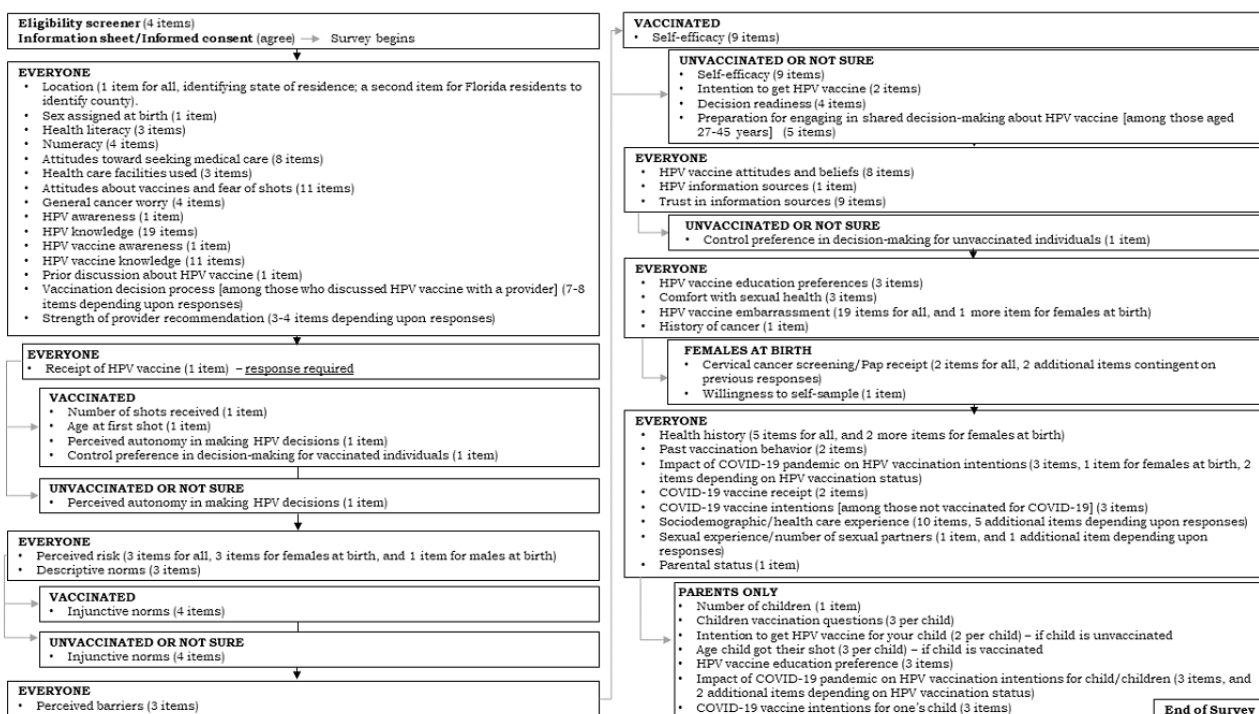 Eligibility screener (4 items)
Information sheet/Informed consent (agree) → Survey begins
EVERYONE
• Location (1 item for all, identifying state of residence; a second item for Florida residents to
identify county).
• Sex assigned at birth (1 item)
• Health literacy (3 items)
• Numeracy (4 items)
• Attitudes toward seeking medical care (8 items)
• Health care facilities used (3 items)
• Attitudes about vaccines and fear of shots (11 items)
• General cancer worry (4 items)
• HPV awareness (1 item)
• HPV knowledge (19 items)
• HPV vaccine awareness (1 item)
• HPV vaccine knowledge (11 items)
• Prior discussion about HPV vaccine (1 item)
• Vaccination decision process [among those who discussed HPV vaccine with a provider] (7-8
items depending upon responses)
• Strength of provider recommendation (3-4 items depending upon responses)
EVERYONE
• Receipt of HPV vaccine (1 item) – response required
VACCINATED
• Number of shots received (1 item)
• Age at first shot (1 item)
• Perceived autonomy in making HPV decisions (1 item)
• Control preference in decision-making for vaccinated individuals (1 item)
UNVACCINATED OR NOT SURE
• Perceived autonomy in making HPV decisions (1 item)
EVERYONE
• Perceived risk (3 items for all, 3 items for females at birth, and 1 item for males at birth)
• Descriptive norms (3 items)
VACCINATED
• Injunctive norms (4 items)
UNVACCINATED OR NOT SURE
• Injunctive norms (4 items)
EVERYONE
• Perceived barriers (3 items)
VACCINATED
• Self-efficacy (9 items)
UNVACCINATED OR NOT SURE
• Self-efficacy (9 items)
• Intention to get HPV vaccine (2 items)
• Decision readiness (4 items)
• Preparation for engaging in shared decision-making about HPV vaccine [among those aged
27-45 years] (5 items)
EVERYONE
• HPV vaccine attitudes and beliefs (8 items)
• HPV information sources (1 item)
• Trust in information sources (9 items)
UNVACCINATED OR NOT SURE
• Control preference in decision-making for unvaccinated individuals (1 item)
EVERYONE
• HPV vaccine education preferences (3 items)
• Comfort with sexual health (3 items)
• HPV vaccine embarrassment (19 items for all, and 1 more item for females at birth)
• History of cancer (1 item)
FEMALES AT BIRTH
• Cervical cancer screening/Pap receipt (2 items for all, 2 additional items contingent on
previous responses)
• Willingness to self-sample (1 item)
EVERYONE
• Health history (5 items for all, and 2 more items for females at birth)
• Past vaccination behavior (2 items)
• Impact of COVID-19 pandemic on HPV vaccination intentions (3 items, 1 item for females at birth, 2
items depending on HPV vaccination status)
• COVID-19 vaccine receipt (2 items)
• COVID-19 vaccine intentions [among those not vaccinated for COVID-19] (3 items)
• Sociodemographic/health care experience (10 items, 5 additional items depending upon responses)
• Sexual experience/number of sexual partners (1 item, and 1 additional item depending upon
responses)
• Parental status (1 item)
PARENTS ONLY
• Number of children (1 item)
• Children vaccination questions (3 per child)
• Intention to get HPV vaccine for your child (2 per child) – if child is unvaccinated
• Age child got their shot (3 per child) – if child is vaccinated
• HPV vaccine education preference (3 items)
• Impact of COVID-19 pandemic on HPV vaccination intentions for child/children (3 items, and
2 additional items depending on HPV vaccination status)
• COVID-19 vaccine intentions for one's child (3 items)
End of Survey